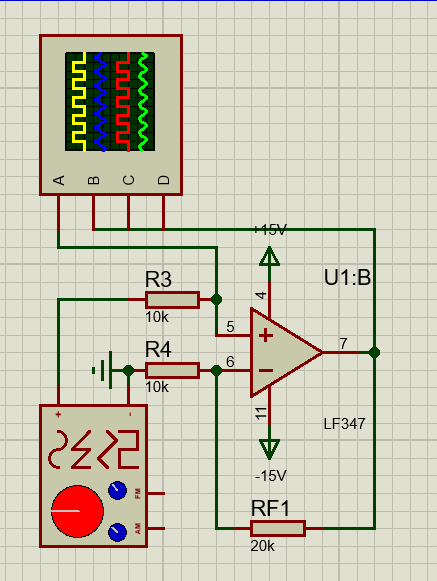 A B C D
+15V
U1:B
R3
10k
4
5
7
R4
10k
6
11
LF347
-15V
+ -
FM
AM
RF1
20k